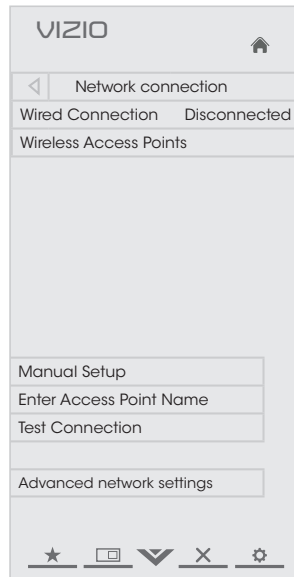 VIZIO
Network connection
Wired Connection Disconnected
Wireless Access Points
Manual Setup
Enter Access Point Name
Test Connection
Advanced network settings